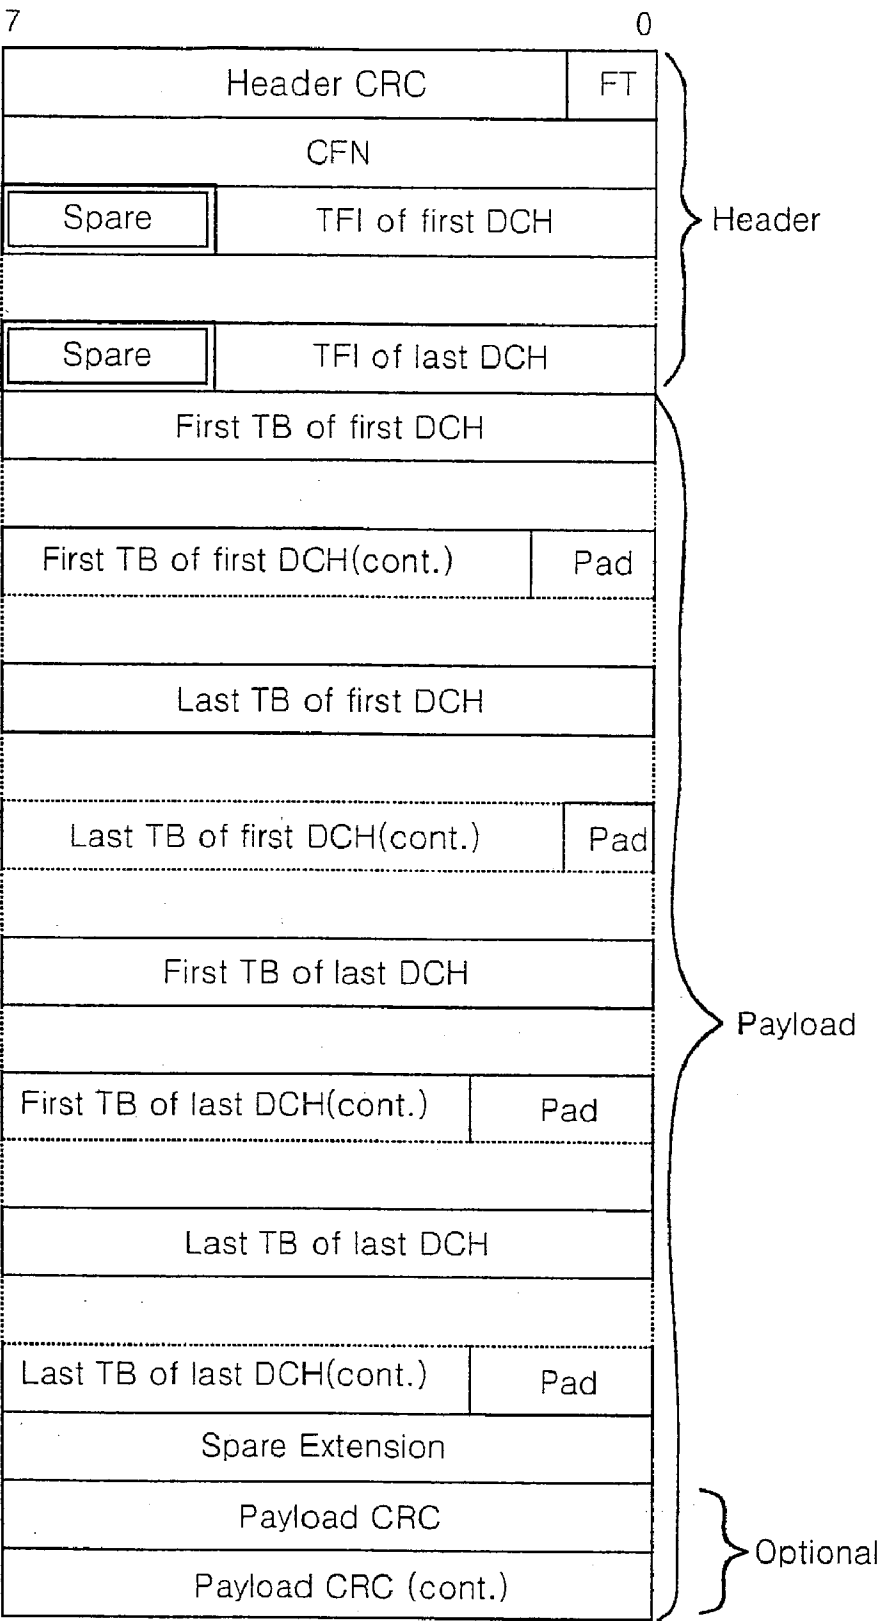 7 0
Header CRC FT
CFN
Spare TFI of first DCH
Header
Spare TFI of last DCH
First TB of first DCH
First TB of first DCH(cont.) Pad
Last TB of first DCH
Last TB of first DCH(cont.) Pad
First TB of last DCH
Payload
First TB of last DCH(cont.) Pad
Last TB of last DCH
Last TB of last DCH(cont.) Pad
Spare Extension
Payload CRC
Optional
Payload CRC (cont.)